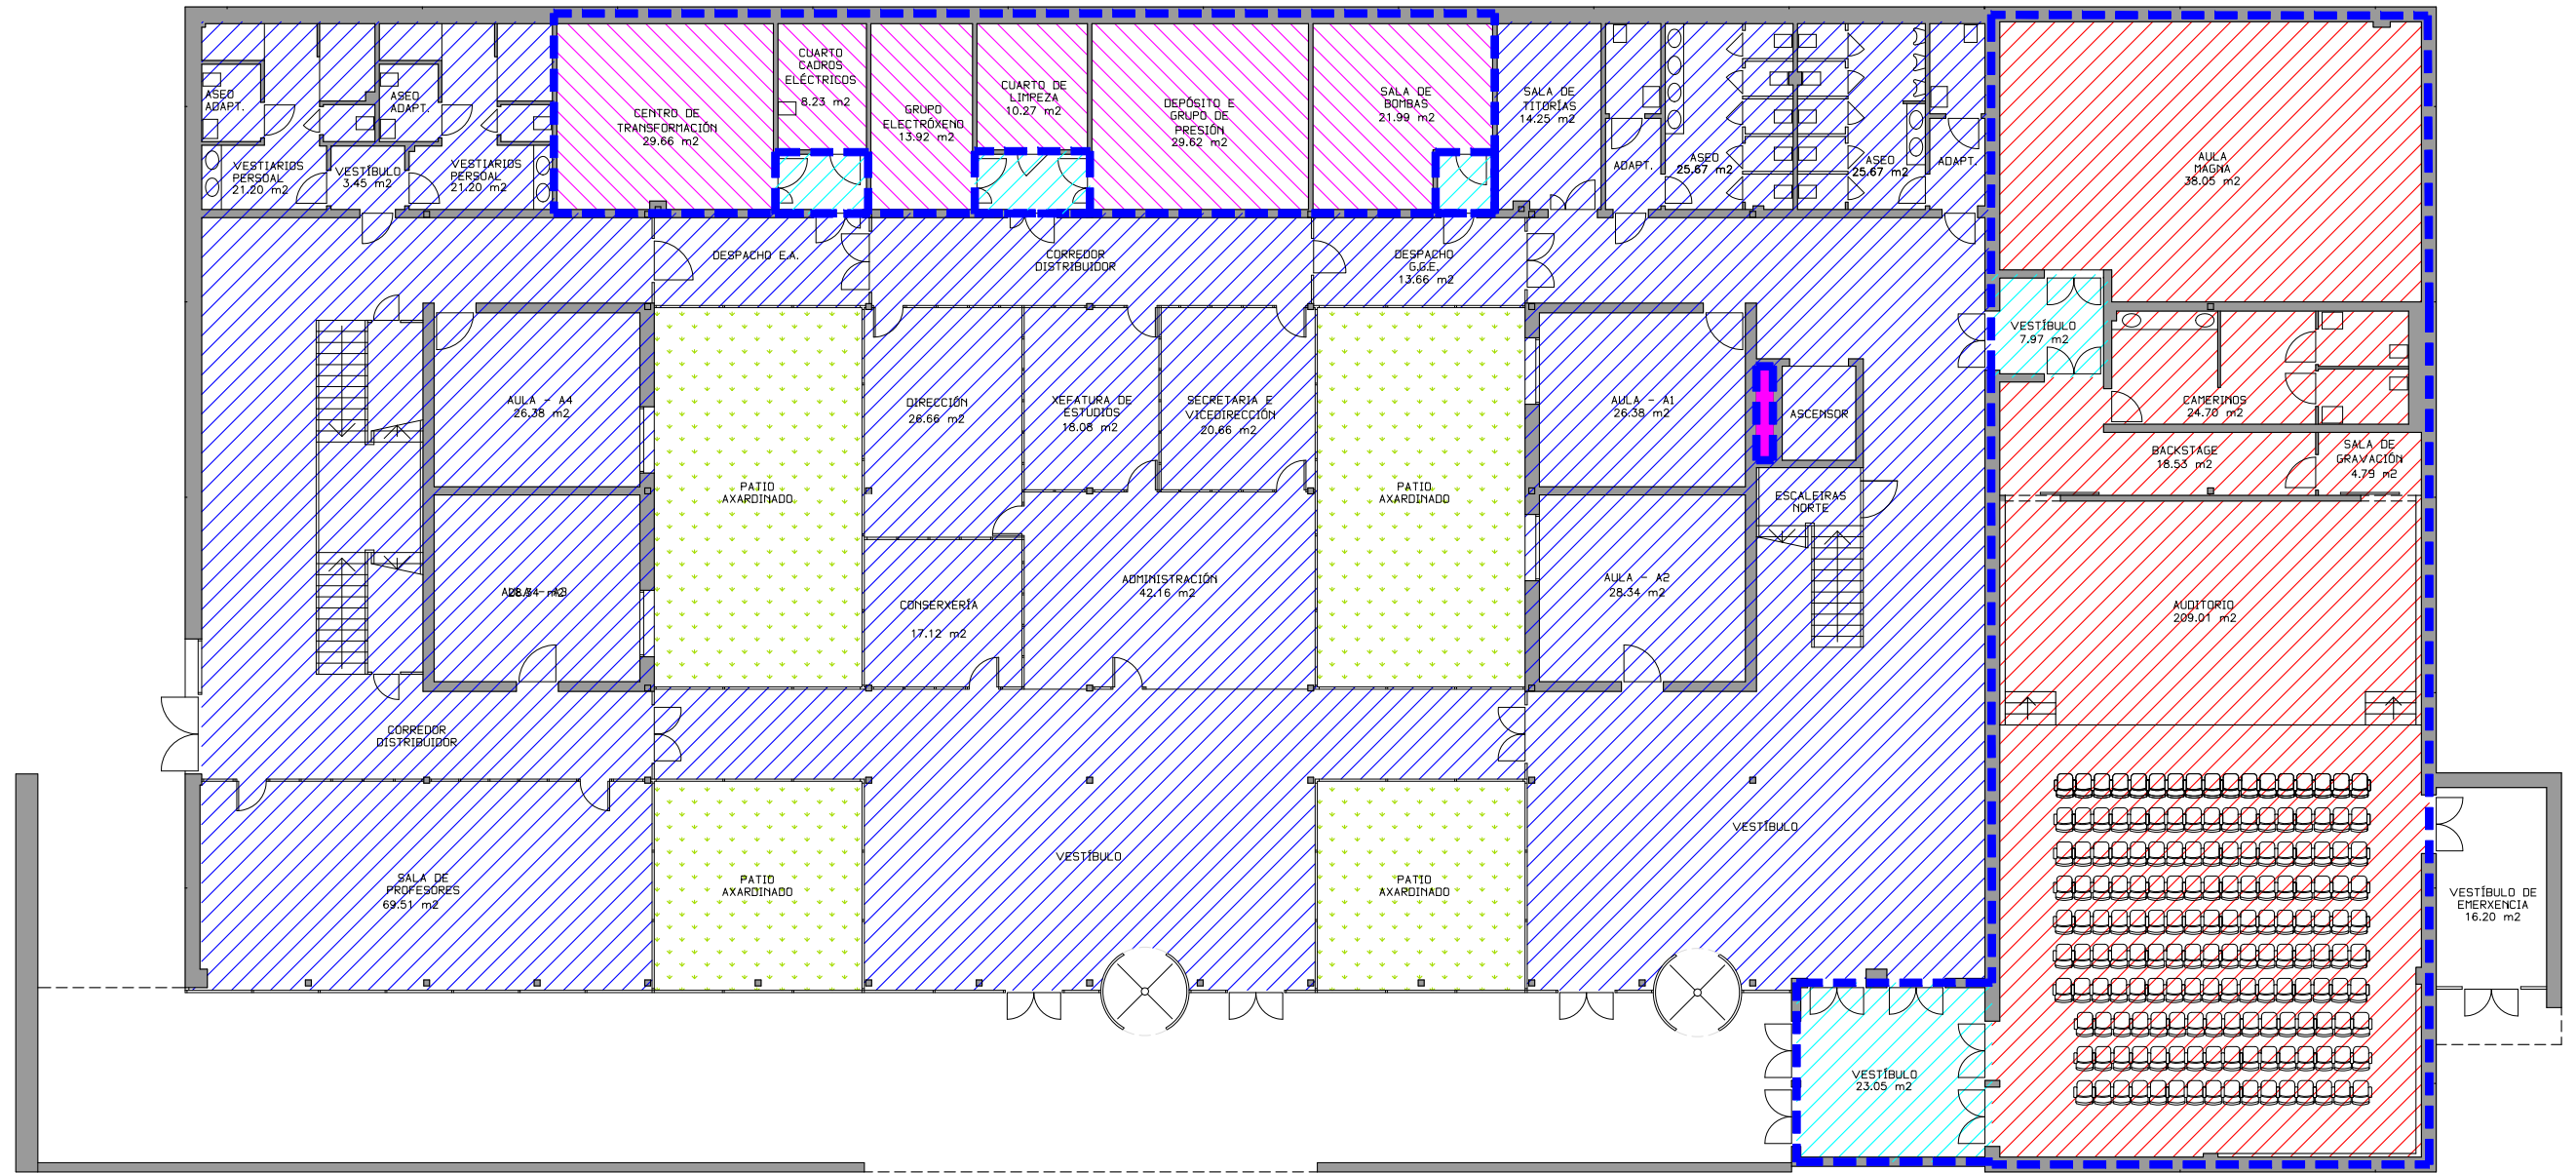 ASEO
ADAPT.
ASEO
ADAPT.
VESTIARIOS
PERSOAL
21.20 m2
VESTÍBULO
3.45 m2
VESTIARIOS
PERSOAL
21.20 m2
CENTRO DE
TRANSFORMACIÓN
29.66 m2
CUARTO
CADROS
ELÉCTRICOS
8.23 m2
GRUPO
ELECTRÓXENO
13.92 m2
CUARTO DE
LIMPEZA
10.27 m2
DEPÓSITO E
GRUPO DE
PRESIÓN
29.62 m2
SALA DE
BOMBAS
21.99 m2
SALA DE
TITORÍAS
14.25 m2
ADAPT.
ASEO
25.67 m2
ASEO
25.67 m2
ADAPT.
AULA
MAGNA
38.05 m2
DESPACHO E.A.
CORREDOR
DISTRIBUIDOR
DESPACHO
G.O.E.
13.66 m2
VESTÍBULO
7.97 m2
AULA - A4
26.38 m2
DIRECCIÓN
26.66 m2
XEFATURA DE
ESTUDIOS
18.08 m2
SECRETARIA E
VICEDIRECCIÓN
20.66 m2
AULA - A1
26.38 m2
ASCENSOR
CAMERINOS
24.70 m2
BACKSTAGE
18.53 m2
SALA DE
GRAVACIÓN
4.79 m2
PATIO
AXARDINADO
PATIO
AXARDINADO
ESCALEIRAS
NORTE
ADMINISTRACIÓN
42.16 m2
CONSERXERÍA
17.12 m2
AULA - A2
28.34 m2
AUDITORIO
209.01 m2
CORREDOR
DISTRIBUIDOR
SALA DE
PROFESORES
69.51 m2
PATIO
AXARDINADO
VESTÍBULO
PATIO
AXARDINADO
VESTÍBULO
VESTÍBULO DE
EMERXENCIA
16.20 m2
VESTÍBULO
23.05 m2